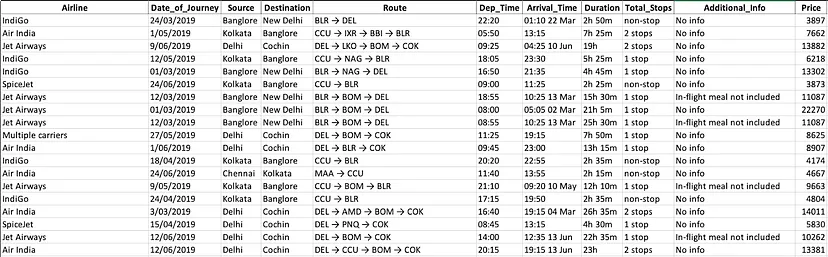 Airline Date_of_Journey Source Destination Route Dep_Time Arrival_Time Duration Total_Stops Additional_Info Price
IndiGo 24/03/2019 Banglore New Delhi BLR → DEL 22:20 01:10 22 Mar 2h 50m non-stop No info 3897
Air India 1/05/2019 Kolkata Banglore CCU → IXR → BBI → BLR 05:50 13:15 7h 25m 2 stops No info 7662
Jet Airways 9/06/2019 Delhi Cochin DEL → LKO → BOM → COK 09:25 04:25 10 Jun 19h 2 stops No info 13882
IndiGo 12/05/2019 Kolkata Banglore CCU → NAG → BLR 18:05 23:30 5h 25m 1 stop No info 6218
IndiGo 01/03/2019 Banglore New Delhi BLR → NAG → DEL 16:50 21:35 4h 45m 1 stop No info 13302
SpiceJet 24/06/2019 Kolkata Banglore CCU → BLR 09:00 11:25 2h 25m non-stop No info 3873
Jet Airways 12/03/2019 Banglore New Delhi BLR → BOM → DEL 18:55 10:25 13 Mar 15h 30m 1 stop In-flight meal not included 11087
Jet Airways 01/03/2019 Banglore New Delhi BLR → BOM → DEL 08:00 05:05 02 Mar 21h 5m 1 stop No info 22270
Jet Airways 12/03/2019 Banglore New Delhi BLR → BOM → DEL 08:55 10:25 13 Mar 25h 30m 1 stop In-flight meal not included 11087
Multiple carriers 27/05/2019 Delhi Cochin DEL → BOM → COK 11:25 19:15 7h 50m 1 stop No info 8625
Air India 1/06/2019 Delhi Cochin DEL → BLR → COK 09:45 23:00 13h 15m 1 stop No info 8907
IndiGo 18/04/2019 Kolkata Banglore CCU → BLR 20:20 22:55 2h 35m non-stop No info 4174
Air India 24/06/2019 Chennai Kolkata MAA → CCU 11:40 13:55 2h 15m non-stop No info 4667
Jet Airways 9/05/2019 Kolkata Banglore CCU → BOM → BLR 21:10 09:20 10 May 12h 10m 1 stop In-flight meal not included 9663
IndiGo 24/04/2019 Kolkata Banglore CCU → BLR 17:15 19:50 2h 35m non-stop No info 4804
Air India 3/03/2019 Delhi Cochin DEL → AMD → BOM → COK 16:40 19:15 04 Mar 26h 35m 2 stops No info 14011
SpiceJet 15/04/2019 Delhi Cochin DEL → PNQ → COK 08:45 13:15 4h 30m 1 stop No info 5830
Jet Airways 12/06/2019 Delhi Cochin DEL → BOM → COK 14:00 12:35 13 Jun 22h 35m 1 stop In-flight meal not included 10262
Air India 12/06/2019 Delhi Cochin DEL → CCU → BOM → COK 20:15 19:15 13 Jun 23h 2 stops No info 13381